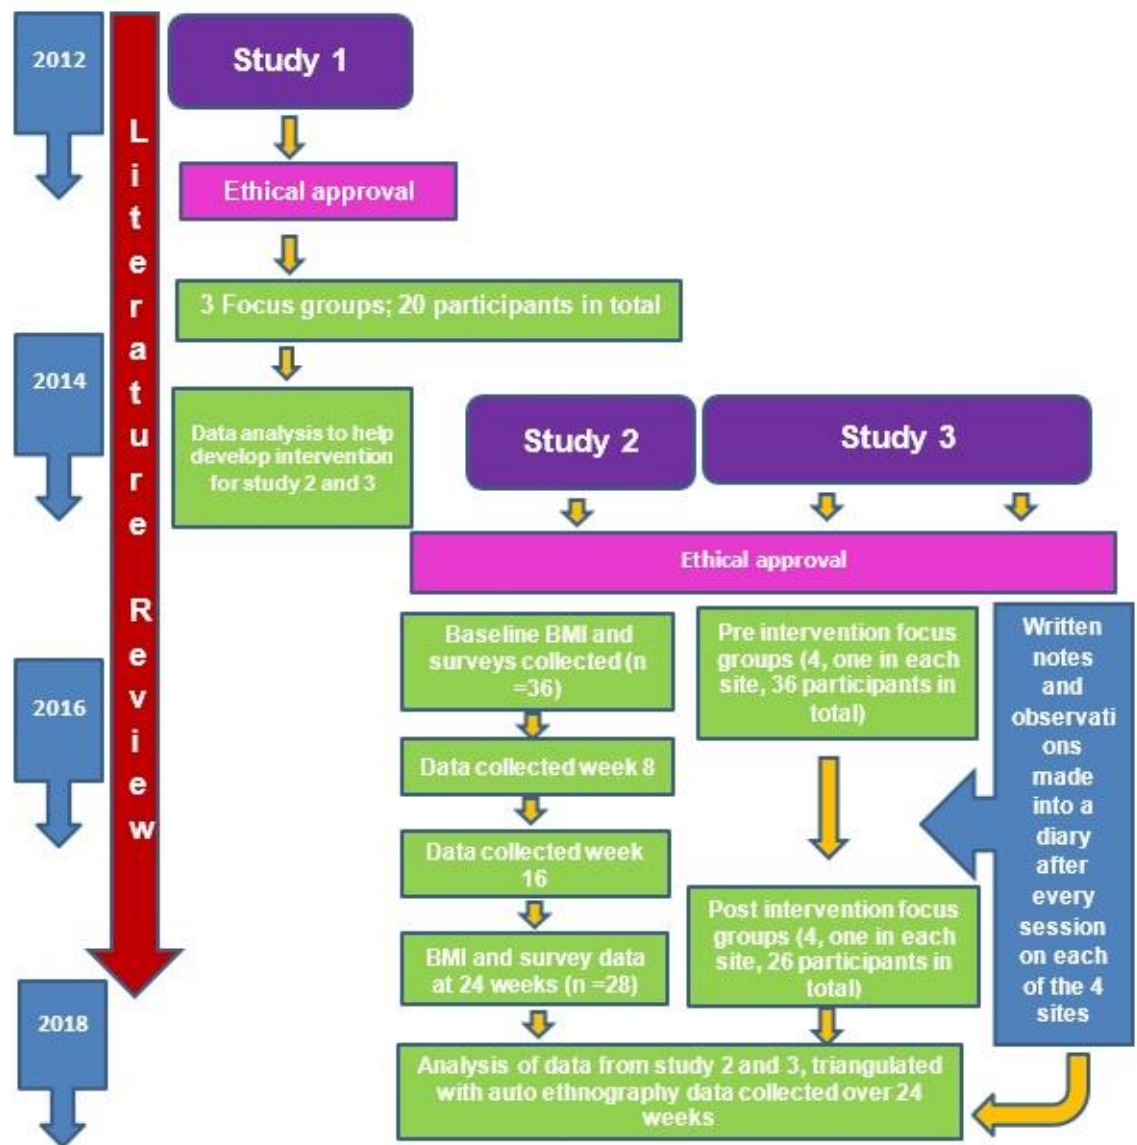 2012
Study 1
Literature Review
Ethical approval
3 Focus groups; 20 participants in total
2014
Data analysis to help
develop intervention
for study 2 and 3
Study 2
Study 3
Ethical approval
Baseline BMI and
surveys collected (n
=36)
Pre intervention focus
groups (4, one in each
site, 36 participants in
total)
Written
notes
and
observati
ons
made
into a
diary
after
every
session
on each
of the 4
sites
2016
Data collected week 8
Data collected week
16
Post intervention focus
groups (4, one in each
site, 26 participants in
total)
BMI and survey data
at 24 weeks (n =28)
2018
Analysis of data from study 2 and 3, triangulated
with auto ethnography data collected over 24
weeks